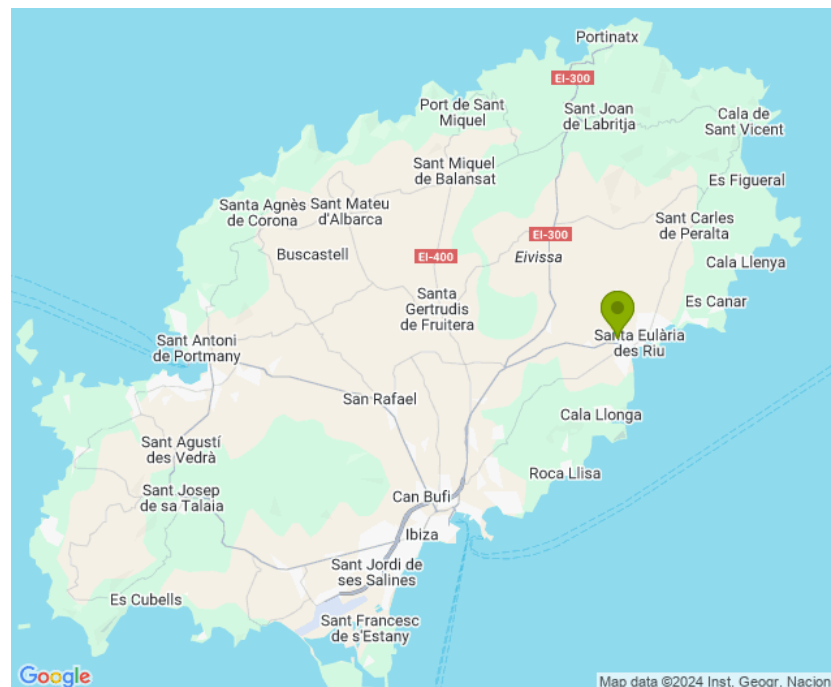 Portinatx
EI-300
Port de Sant
Miquel
Sant Joan
de Labritja
Cala de
Sant Vicent
Sant Miquel
de Balansat
Es Figueral
Santa Agnès
de Corona
Sant Mateu
d'Albarca
Sant Carles
de Peralta
EI-300
Buscastell
EI-400
Eivissa
Cala Llenya
Santa
Gertrudis
de Fruitera
Es Canar
Sant Antoni
de Portmany
Santa Eulària
des Riu
San Rafael
Cala Llonga
Sant Agustí
des Vedrà
Roca Llisa
Sant Josep
de sa Talaia
Can Bufi
Ibiza
Sant Jordi de
ses Salines
Es Cubells
Sant Francesc
de s'Estany
Google
Map data ©2024 Inst. Geogr. Nacion